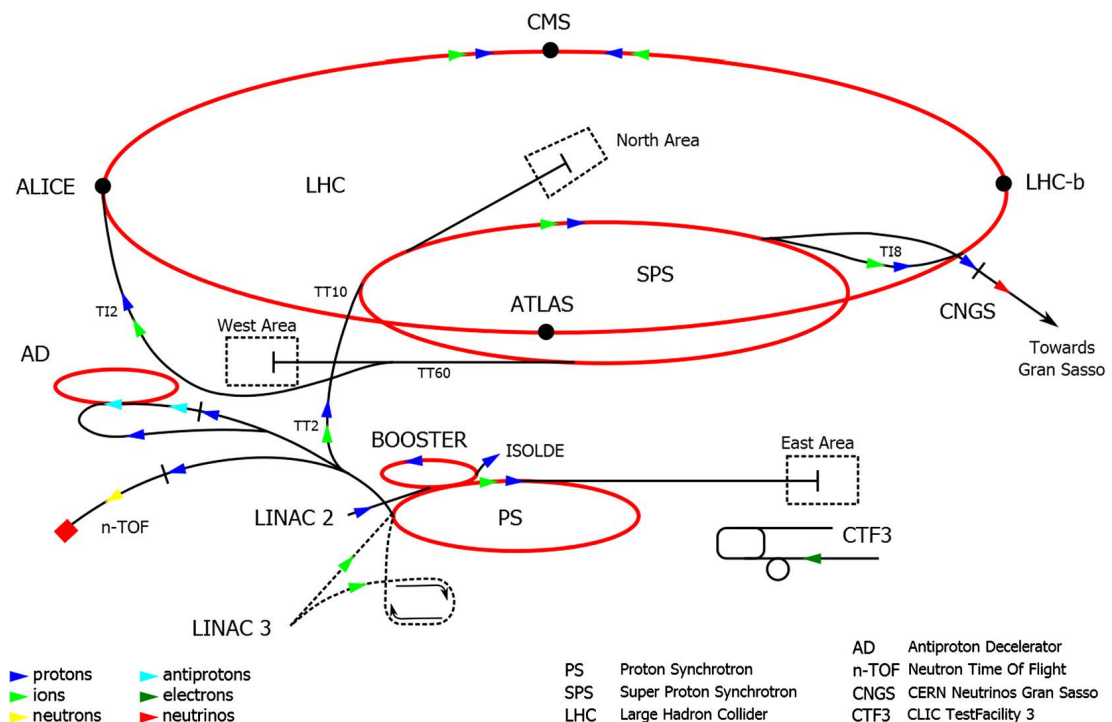 CMS
North Area
ALICE
LHC
LHC-b
TI8
SPS
TT10
TI2
ATLAS
CNGS
West Area
AD
Towards
Gran Sasso
TT60
TT2
BOOSTER
ISOLDE
East Area
LINAC 2
PS
n-TOF
CTF3
LINAC 3
protons
ions
neutrons
antiprotons
electrons
neutrinos
PS Proton Synchrotron
SPS Super Proton Synchrotron
LHC Large Hadron Collider
AD Antiproton Decelerator
n-TOF Neutron Time Of Flight
CNGS CERN Neutrinos Gran Sasso
CTF3 CLIC TestFacility 3